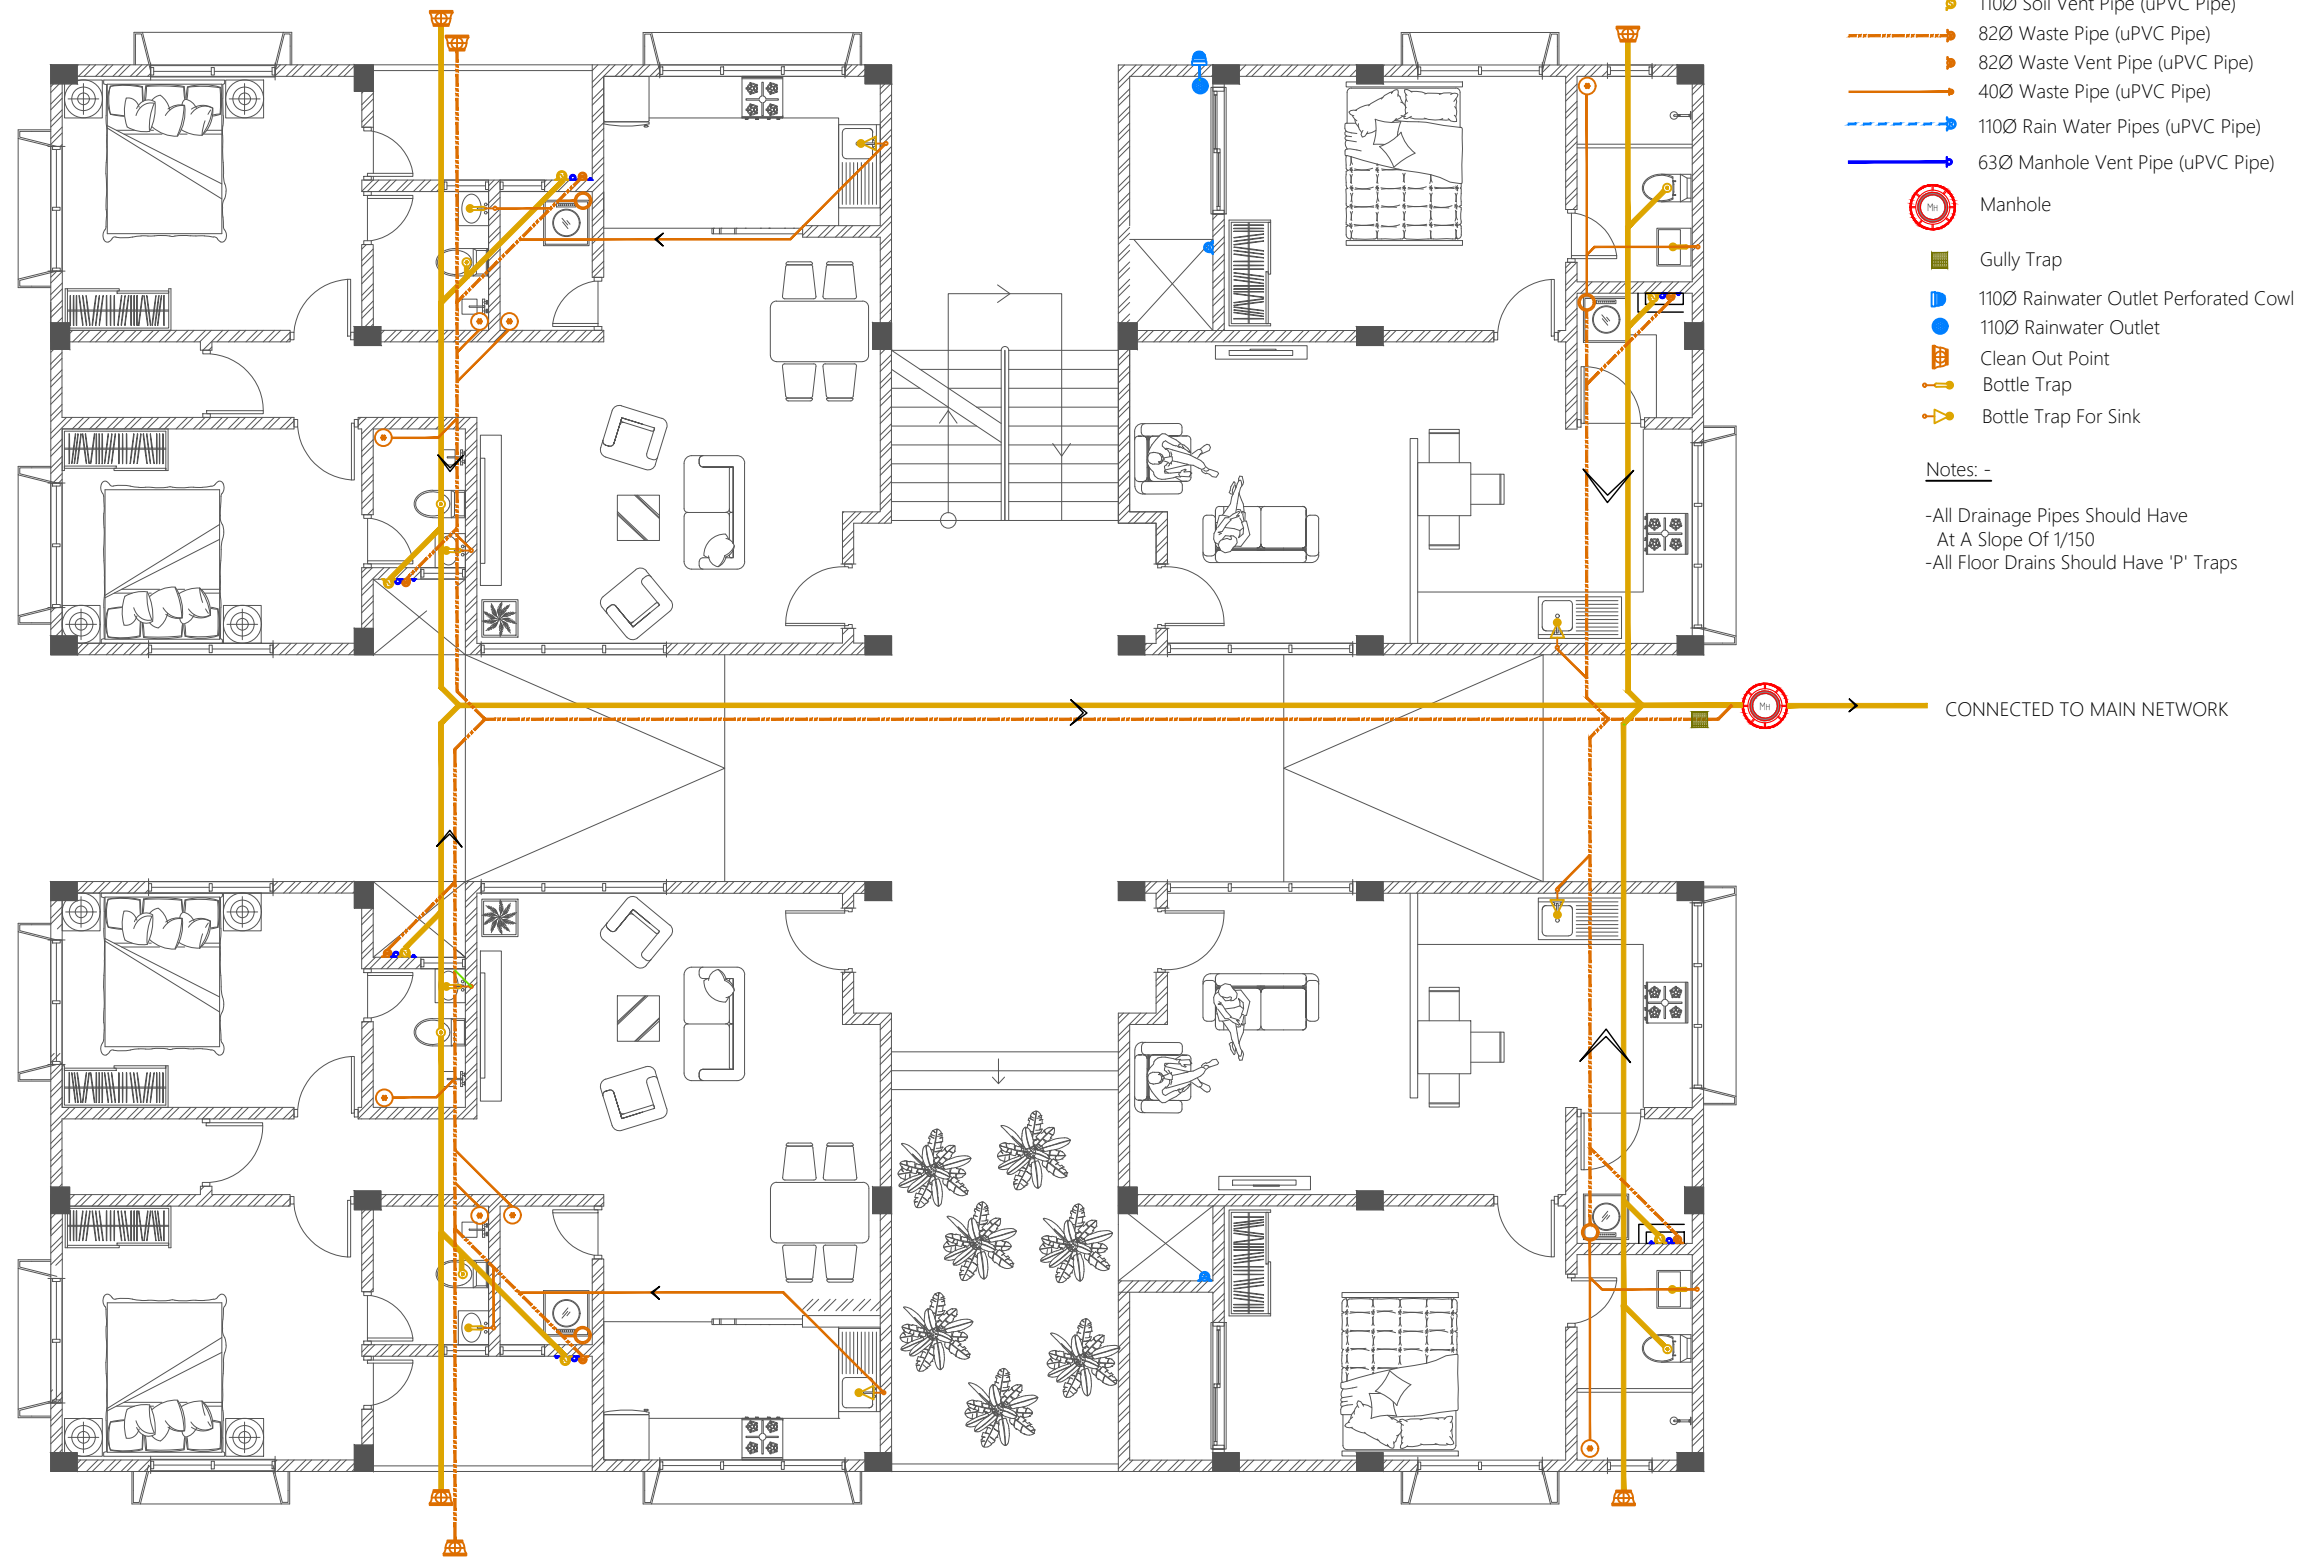 110Ø Soil Vent Pipe (uPVC Pipe)
82Ø Waste Pipe (uPVC Pipe)
82Ø Waste Vent Pipe (uPVC Pipe)
40Ø Waste Pipe (uPVC Pipe)
110Ø Rain Water Pipes (uPVC Pipe)
63Ø Manhole Vent Pipe (uPVC Pipe)
MH
Manhole
Gully Trap
110Ø Rainwater Outlet Perforated Cowl
110Ø Rainwater Outlet
Clean Out Point
Bottle Trap
Bottle Trap For Sink
Notes: -
-All Drainage Pipes Should Have
At A Slope Of 1/150
-All Floor Drains Should Have 'P' Traps
MH
CONNECTED TO MAIN NETWORK